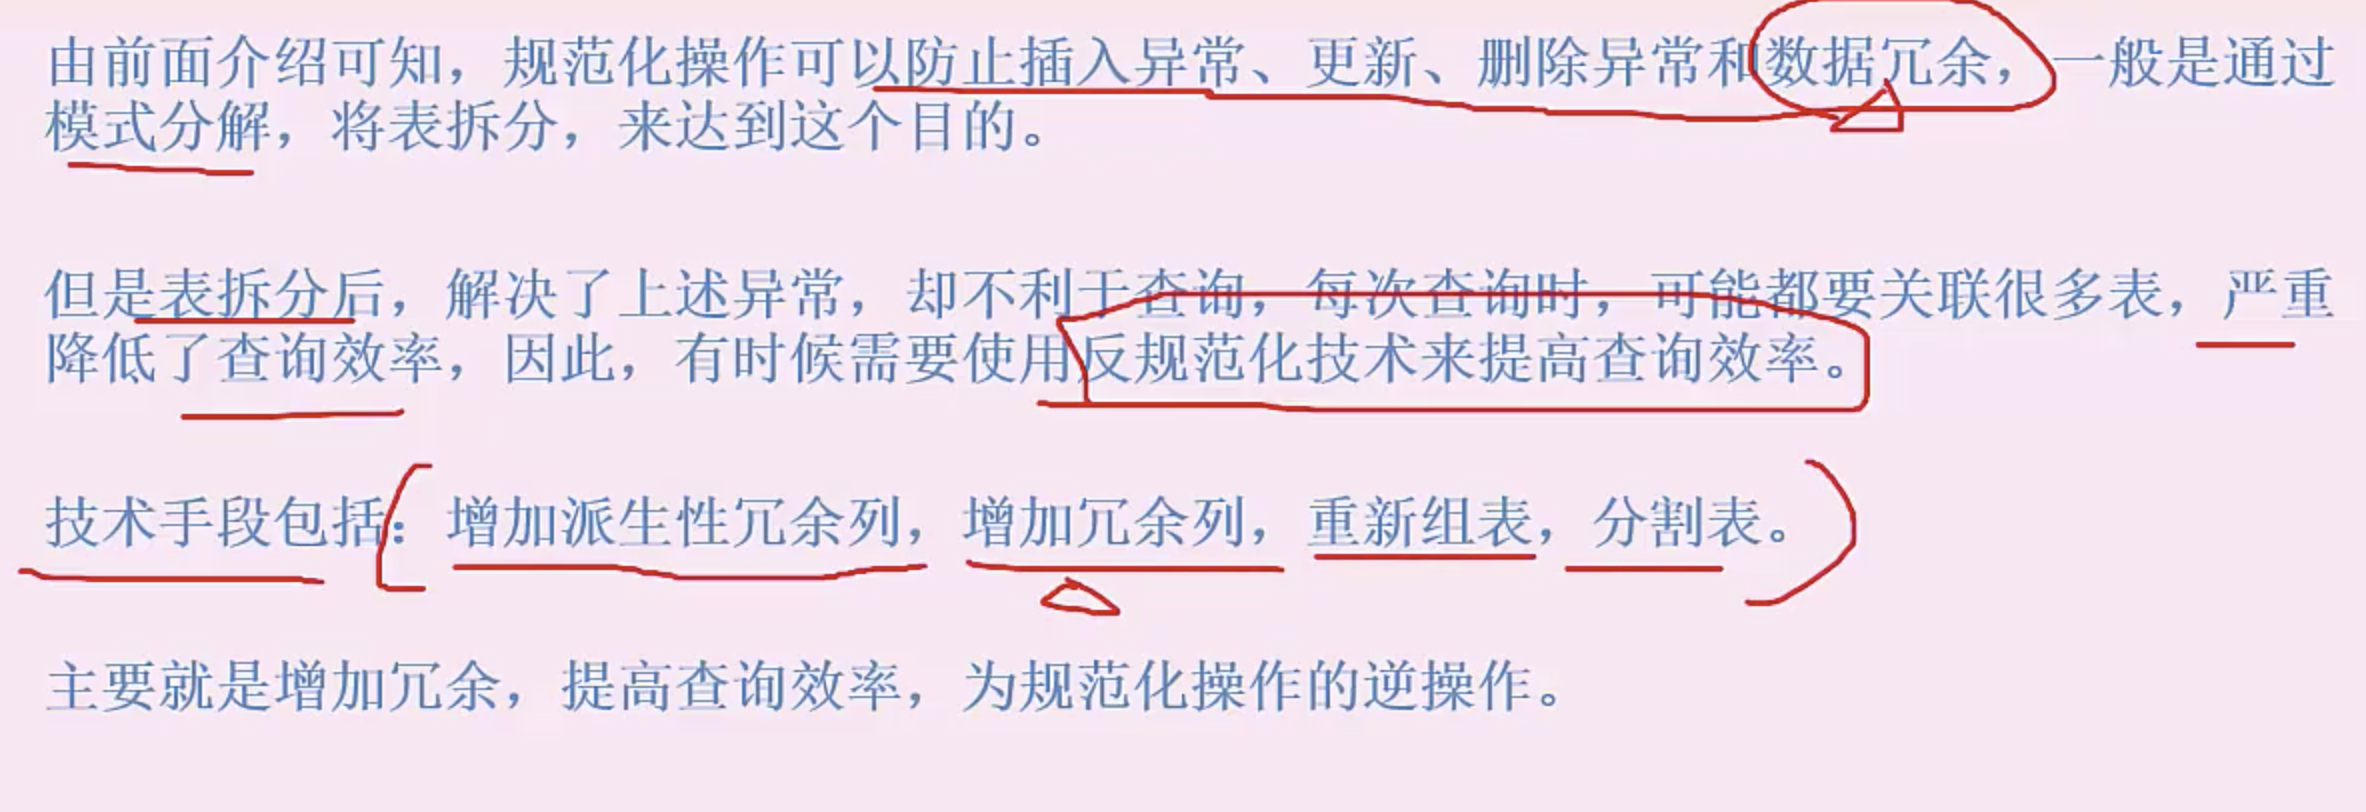 由前面介绍可知，规范化操作可以防止插入异常、更新、删除异常和数据冗余，一般是通过
模式分解，将表拆分，来达到这个目的。
但是表拆分后，解决了上述异常，却不利于查询，每次查询时，可能都要关联很多表，严重
降低了查询效率，因此，有时候需要使用反规范化技术来提高查询效率。
技术手段包括：增加派生性冗余列，增加冗余列，重新组表，分割表。
主要就是增加冗余，提高查询效率，为规范化操作的逆操作。